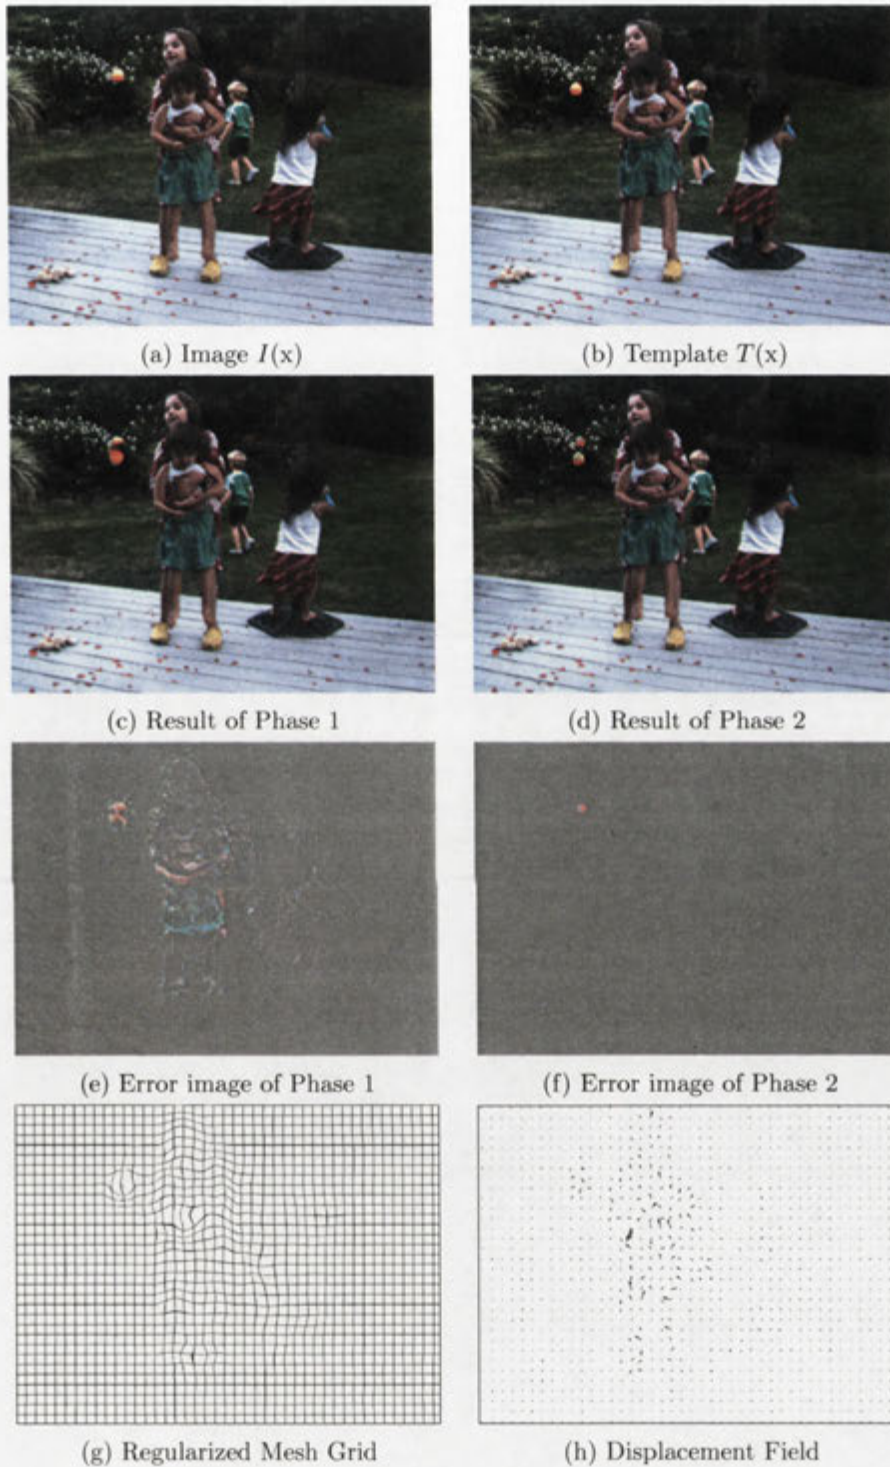 (a) Image I(x)
(b) Template T(x)
(c) Result of Phase 1
(d) Result of Phase 2
(e) Error image of Phase 1
(f) Error image of Phase 2
(g) Regularized Mesh Grid
(h) Displacement Field